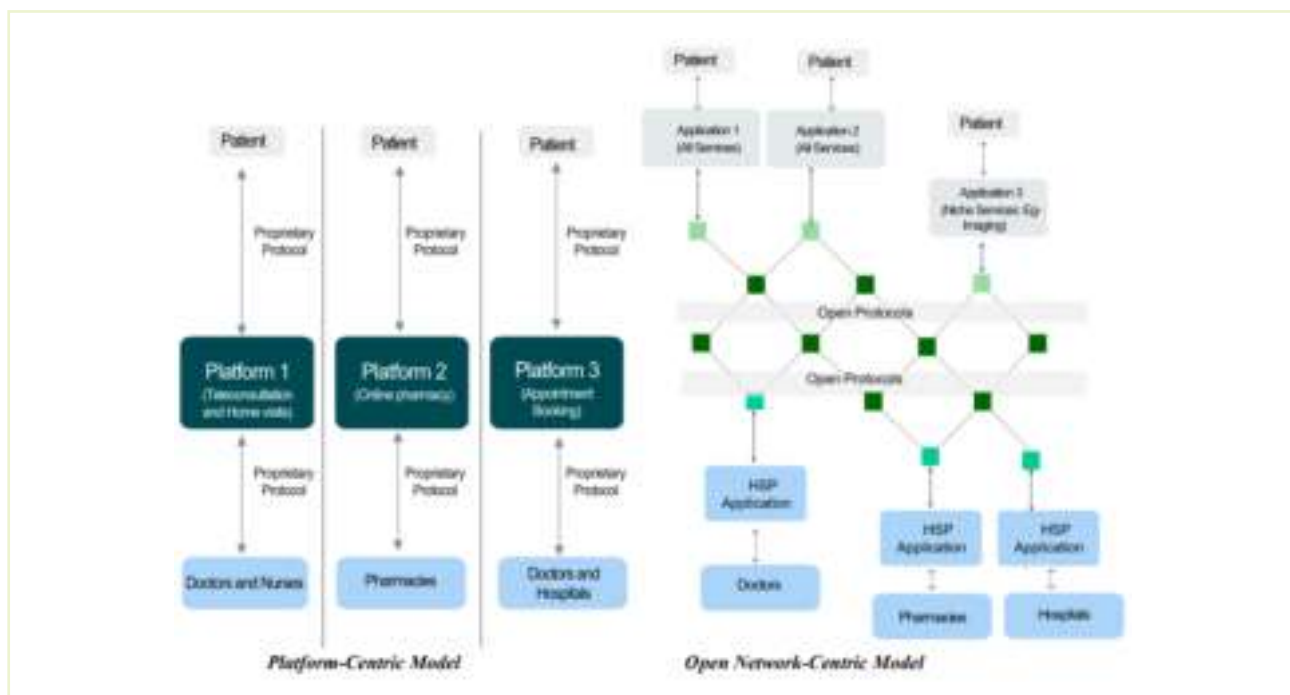 Patient
Patient
Patient
Proprietary
Protocol
Proprietary
Protocol
Proprietary
Protocol
Platform 1
(Teleconsultation
and Home visits)
Platform 2
(Online pharmacy)
Platform 3
(Appointment
Booking)
Proprietary
Protocol
Proprietary
Protocol
Proprietary
Protocol
Doctors and Nurses
Pharmacies
Doctors and
Hospitals
Platform-Centric Model
Patient
Patient
Patient
Application 1
(All Services)
Application 2
(All Services)
Application 3
(Niche Services: Eg-
Imaging)
Open Protocols
Open Protocols
HSP
Application
HSP
Application
HSP
Application
Doctors
Pharmacies
Hospitals
Open Network-Centric Model